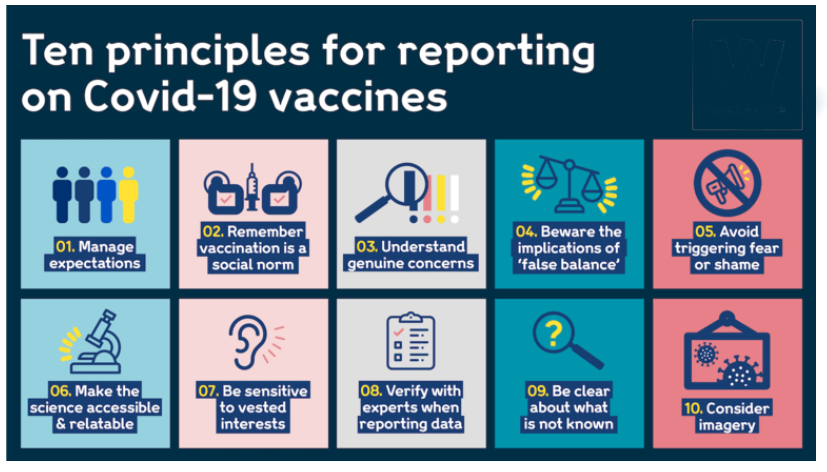 Ten principles for reporting
on Covid-19 vaccines
01. Manage
expectations
02. Remember
vaccination is a
social norm
03. Understand
genuine concerns
04. Beware the
implications of
‘false balance’
05. Avoid
triggering fear
or shame
06. Make the
science accessible
& relatable
07. Be sensitive
to vested
interests
08. Verify with
experts when
reporting data
?
09. Be clear
about what
is not known
10. Consider
imagery